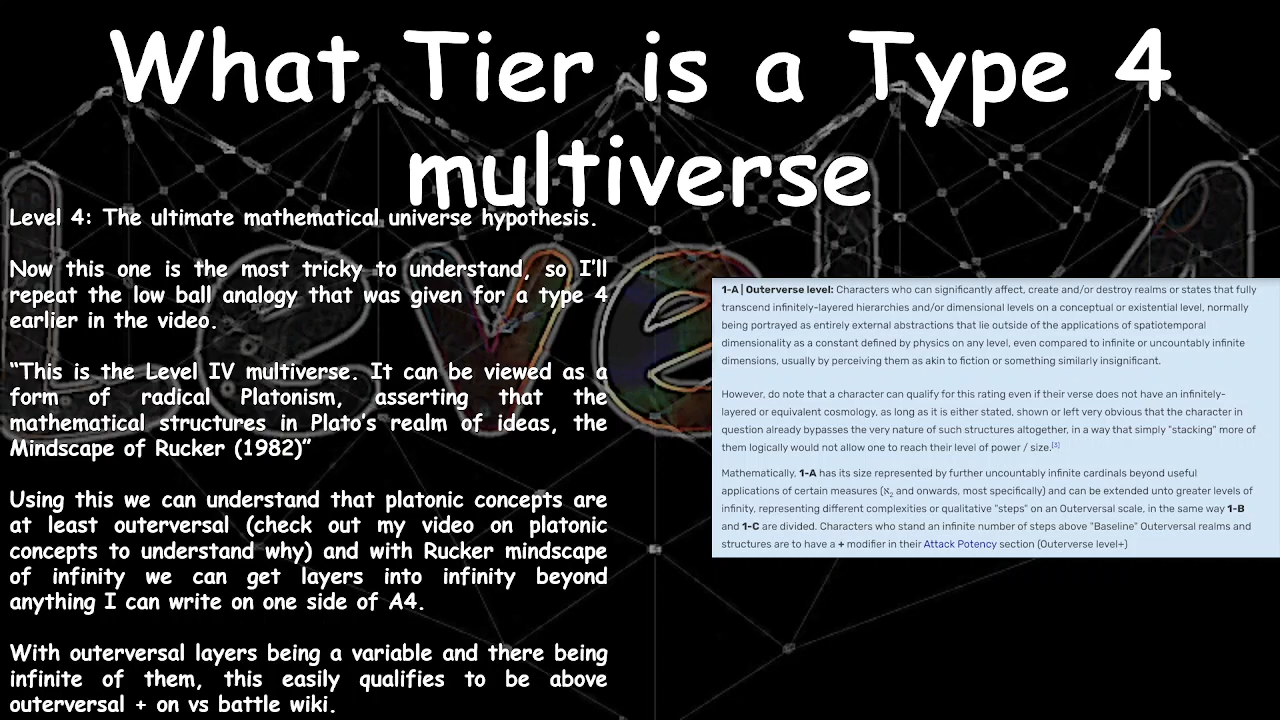 What Tier is a Type 4
multiverse
Level 4: The ultimate mathematical universe hypothesis.
Now this one is the most tricky to understand, so I'll
repeat the low ball analogy that was given for a type 4
earlier in the video.
"This is the Level IV multiverse. It can be viewed as a
form of radical Platonism, asserting that the
mathematical structures in Plato's realm of ideas, the
Mindscape of Rucker (1982)"
Using this we can understand that platonic concepts are
at least outerversal (check out my video on platonic
concepts to understand why) and with Rucker mindscape
of infinity we can get layers into infinity beyond
anything I can write on one side of A4.
With outerversal layers being a variable and there being
infinite of them, this easily qualifies to be above
outerversal + on vs battle wiki.
1-A | Outerverse level: Characters who can significantly affect, create and/or destroy realms or states that fully
transcend infinitely-layered hierarchies and/or dimensional levels on a conceptual or existential level, normally
being portrayed as entirely external abstractions that lie outside of the applications of spatiotemporal
dimensionality as a constant defined by physics on any level, even compared to infinite or uncountably infinite
dimensions, usually by perceiving them as akin to fiction or something similarly insignificant.
However, do note that a character can qualify for this rating even if their verse does not have an infinitely-
layered or equivalent cosmology, as long as it is either stated, shown or left very obvious that the character in
question already bypasses the very nature of such structures altogether, in a way that simply "stacking" more of
them logically would not allow one to reach their level of power / size.[3]
Mathematically, 1-A has its size represented by further uncountably infinite cardinals beyond useful
applications of certain measures (ℵ2 and onwards, most specifically) and can be extended unto greater levels of
infinity, representing different complexities or qualitative "steps" on an Outerversal scale, in the same way 1-B
and 1-C are divided. Characters who stand an infinite number of steps above "Baseline" Outerversal realms and
structures are to have a + modifier in their Attack Potency section (Outerverse level+)
Level 4